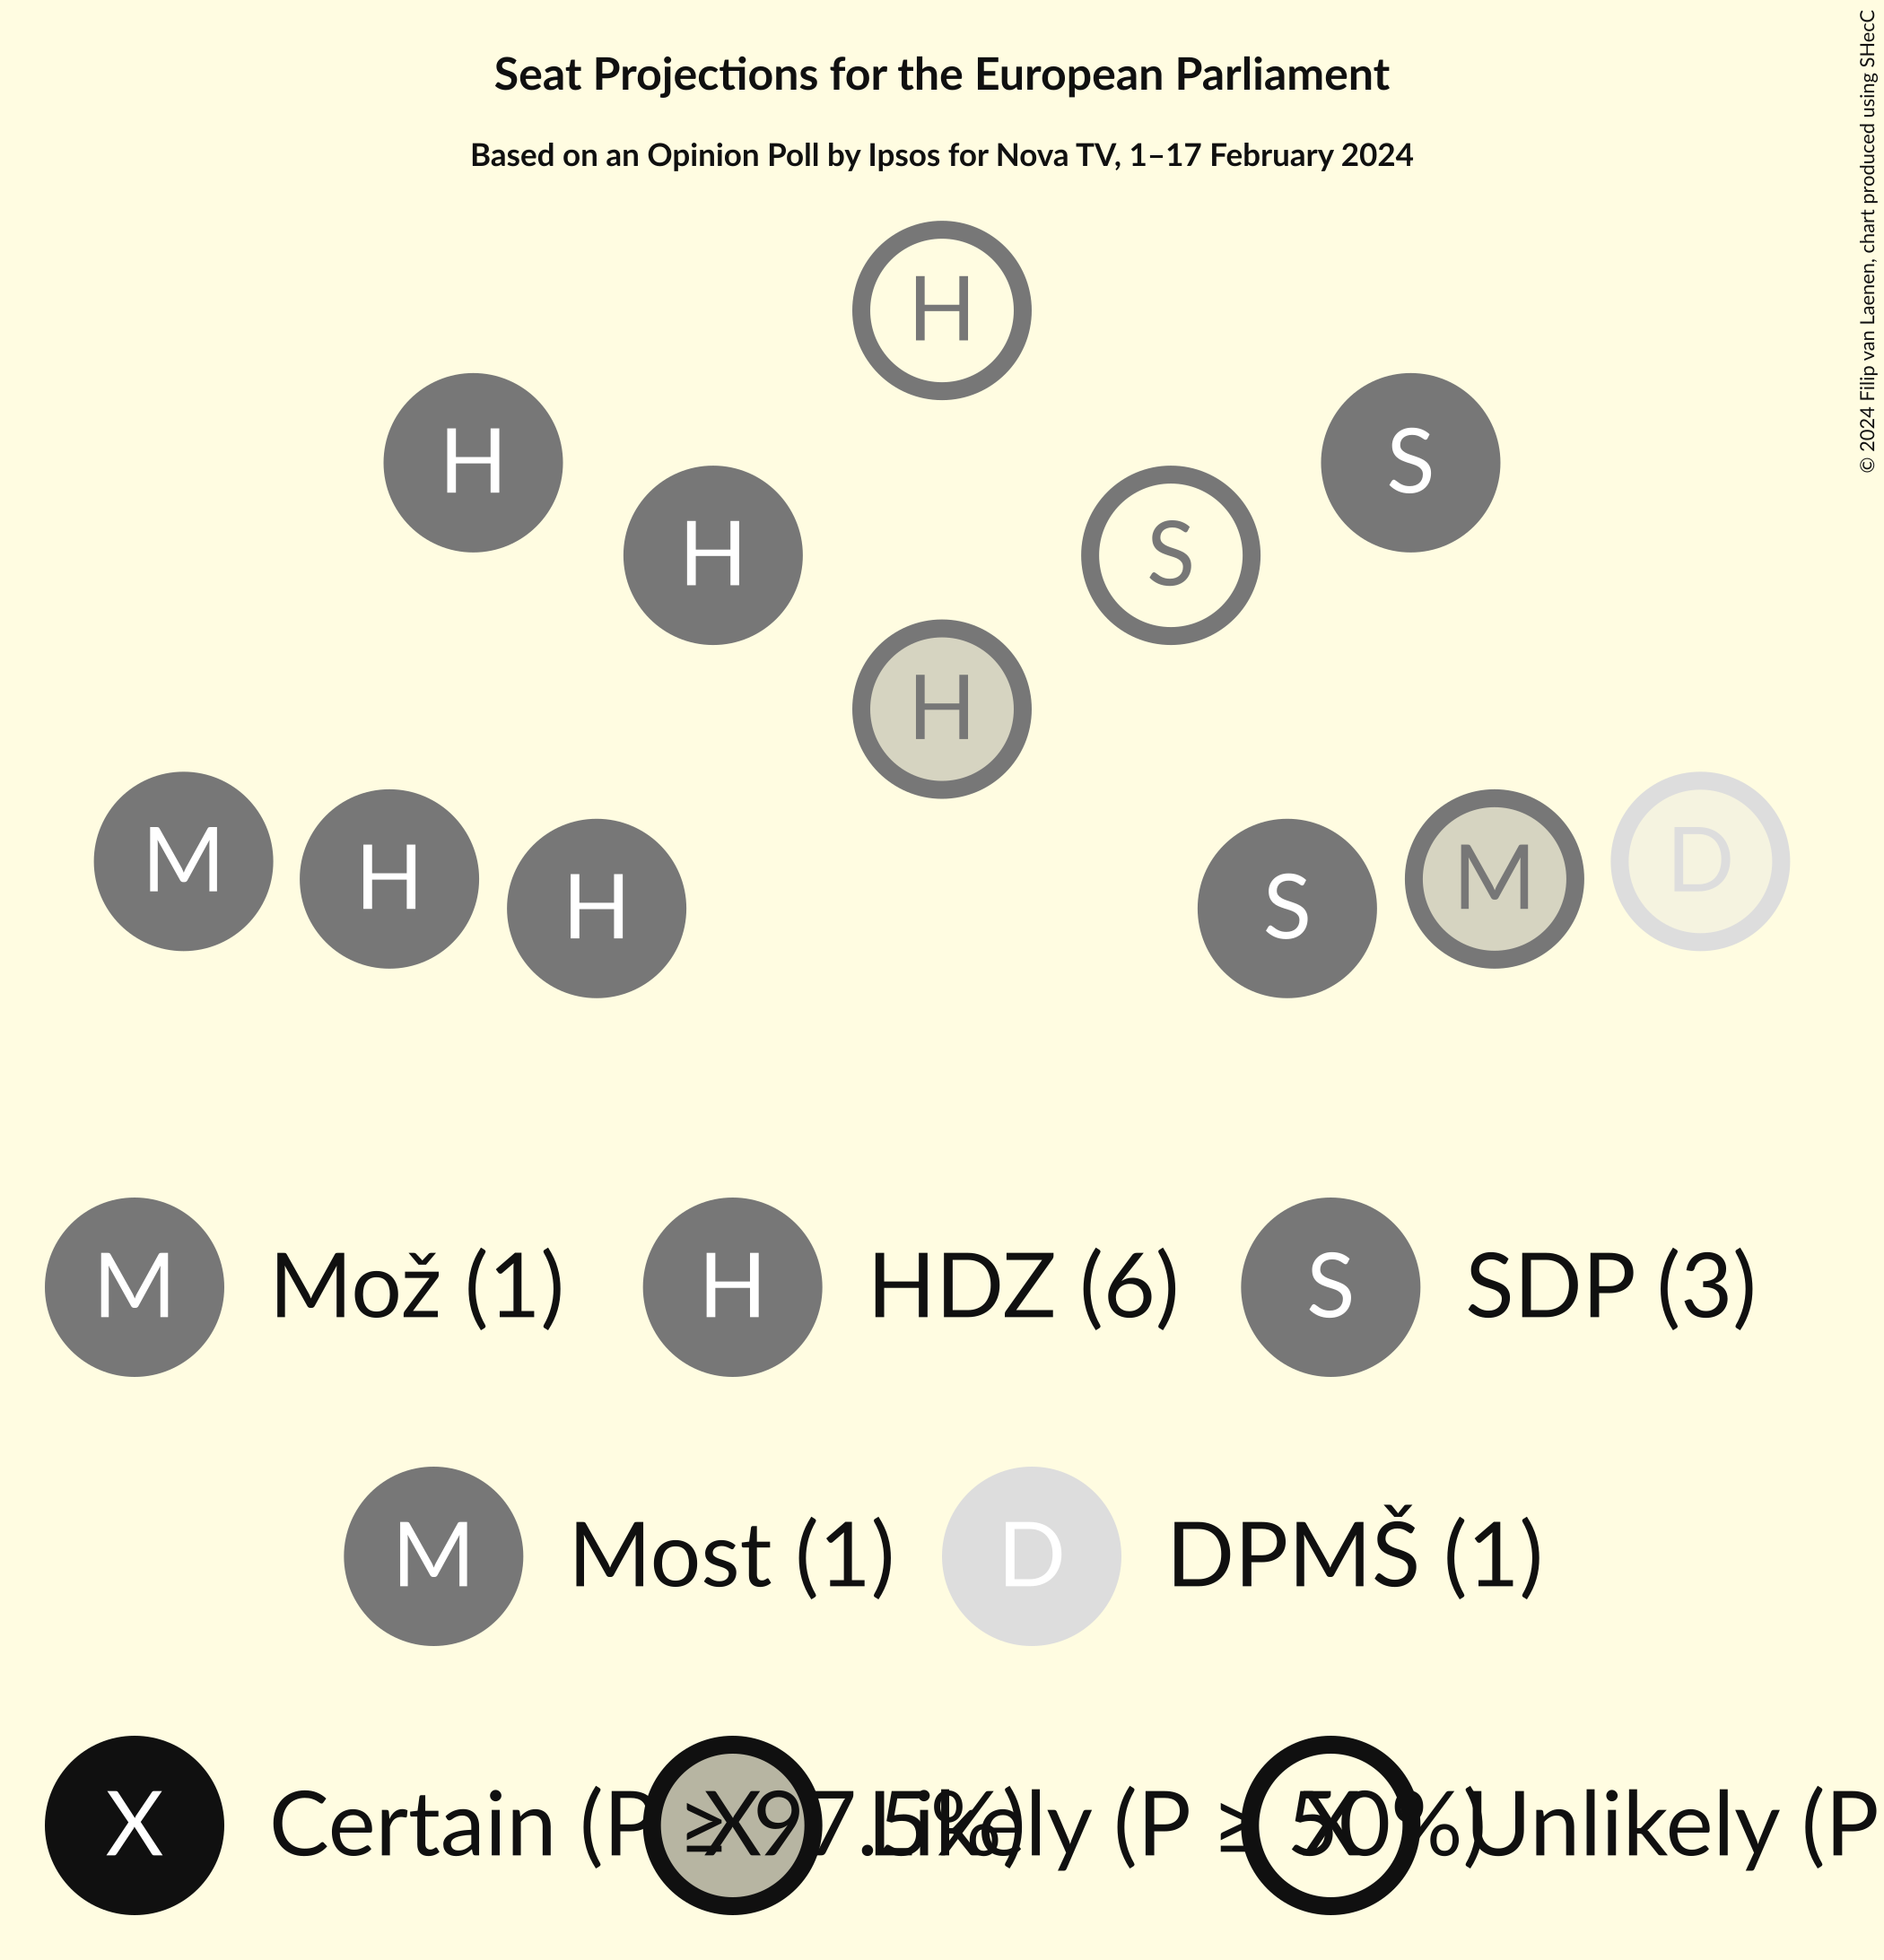 Seat Projections for the European Parliament
Based on an Opinion Poll by Ipsos for Nova TV, 1–17 February 2024
© 2024 Filip van Laenen, chart produced using SHecC
H
H
S
H
S
H
M
H
H
S
M
D
M Mož (1) H HDZ (6) S SDP (3)
M Most (1) D DPMŠ (1)
X Certain (P ≥ 97.5%) X Likely (P ≥ 50%) X Unlikely (P